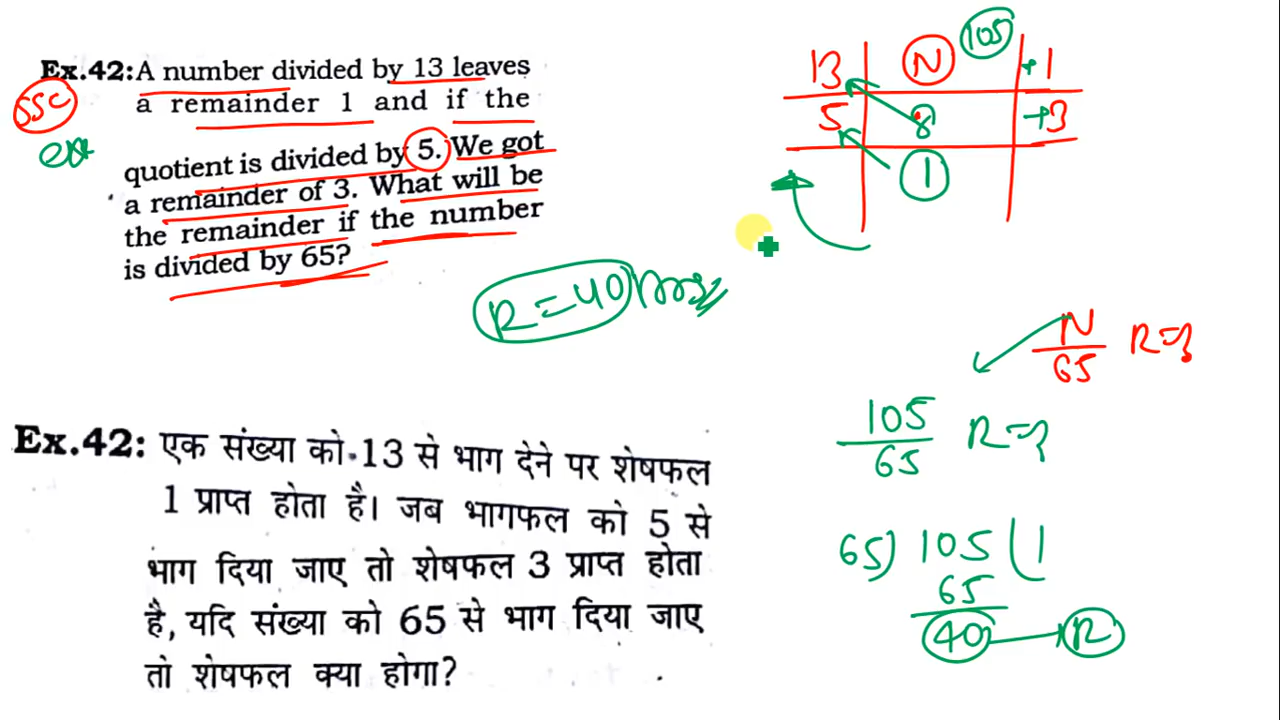 Ex.42: A number divided by 13 leaves
a remainder 1 and if the
quotient is divided by 5. We got
a remainder of 3. What will be
the remainder if the number
is divided by 65?
SSC
R=40 Ans
13 N 105 +1
5 8 +3
1
N/65 R=?
105/65 R=?
65) 105 (1
65
40 → R
Ex.42: एक संख्या को 13 से भाग देने पर शेषफल
1 प्राप्त होता है। जब भागफल को 5 से
भाग दिया जाए तो शेषफल 3 प्राप्त होता
है, यदि संख्या को 65 से भाग दिया जाए
तो शेषफल क्या होगा?